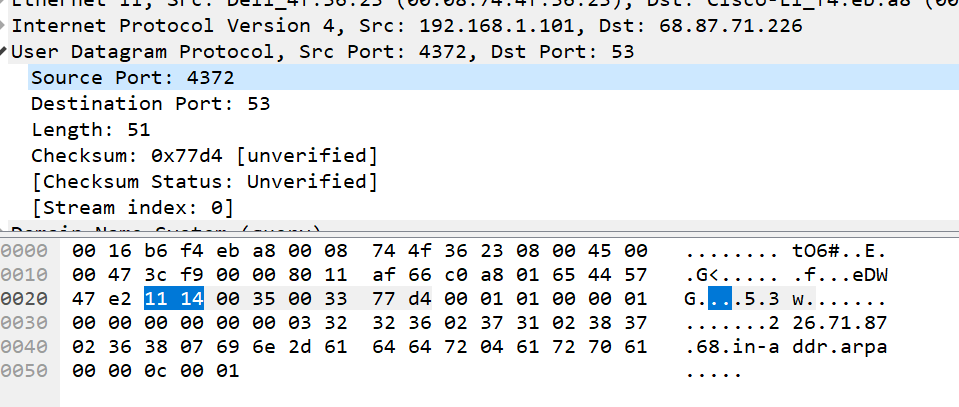 Ethernet II, Src: Dell_4f:36:23 (00:08:74:4f:36:23), Dst: Cisco-Li_f4:eb:a8 (00
Internet Protocol Version 4, Src: 192.168.1.101, Dst: 68.87.71.226
User Datagram Protocol, Src Port: 4372, Dst Port: 53
Source Port: 4372
Destination Port: 53
Length: 51
Checksum: 0x77d4 [unverified]
[Checksum Status: Unverified]
[Stream index: 0]
Domain Name System (query)
0000 00 16 b6 f4 eb a8 00 08 74 4f 36 23 08 00 45 00 ........ tO6#..E.
0010 00 47 3c f9 00 00 80 11 af 66 c0 a8 01 65 44 57 .G<..... .f...eDW
0020 47 e2 11 14 00 35 00 33 77 d4 00 01 01 00 00 01 G....5.3 w.......
0030 00 00 00 00 00 00 03 32 32 36 02 37 31 02 38 37 .......2 26.71.87
0040 02 36 38 07 69 6e 2d 61 64 64 72 04 61 72 70 61 .68.in-a ddr.arpa
0050 00 00 0c 00 01 .....